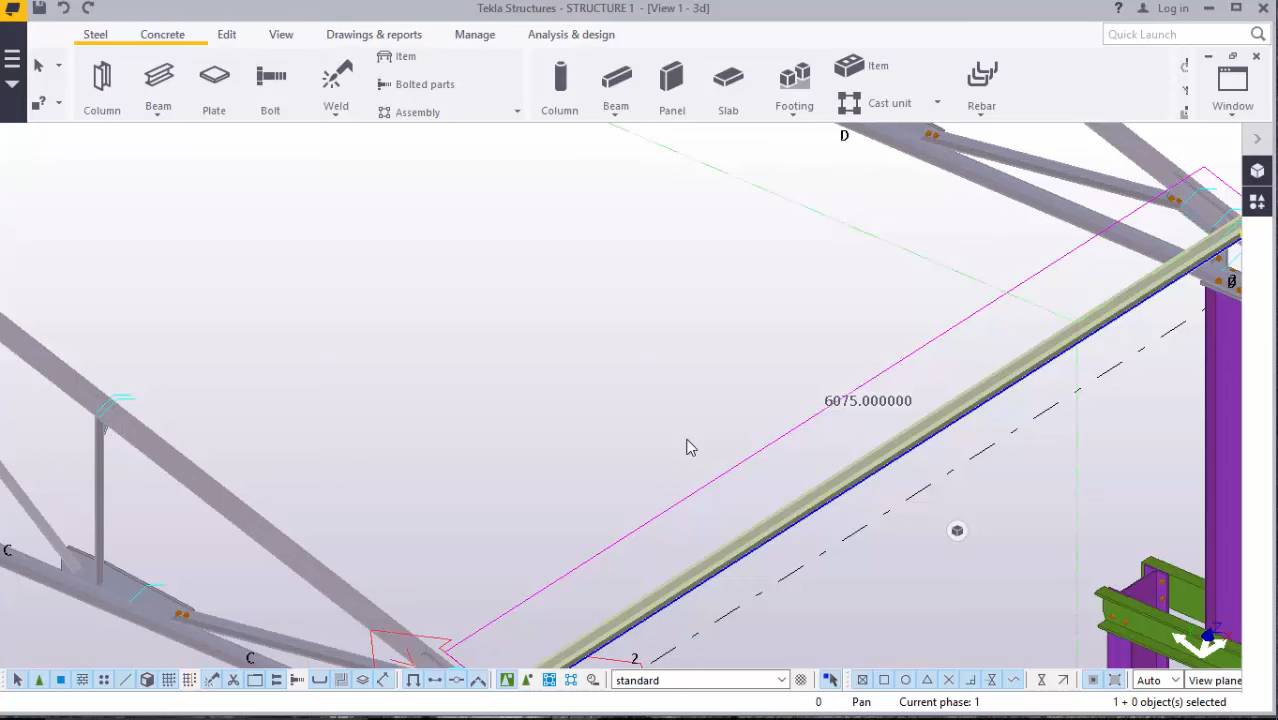 Tekla Structures - STRUCTURE 1 - [View 1 - 3d]
? Log in
Steel Concrete Edit View Drawings & reports Manage Analysis & design Quick Launch
Item Item
Bolted parts
Column Beam Plate Bolt Weld Assembly Column Beam Panel Slab Footing Cast unit Rebar Window
D
6075.000000
C
C
2
Z
standard Auto View plane
0 Pan Current phase: 1 1 + 0 object(s) selected